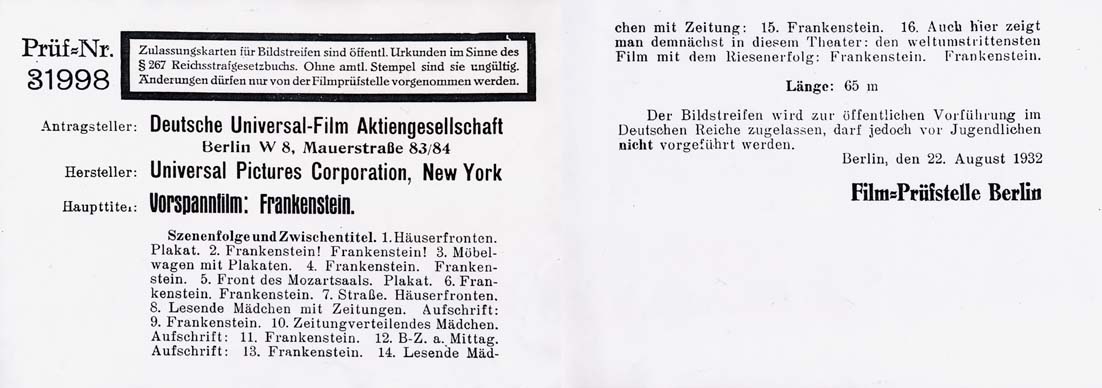 Prüf=Nr.
31998
Zulassungskarten für Bildstreifen sind öffentl. Urkunden im Sinne des
§ 267 Reichsstrafgesetzbuchs. Ohne amtl. Stempel sind sie ungültig.
Änderungen dürfen nur von der Filmprüfstelle vorgenommen werden.
Antragsteller: Deutsche Universal-Film Aktiengesellschaft
Berlin W 8, Mauerstraße 83/84
Hersteller: Universal Pictures Corporation, New York
Haupttitel: Vorspannfilm: Frankenstein.
Szenenfolge und Zwischentitel. 1. Häuserfronten.
Plakat. 2. Frankenstein! Frankenstein! 3. Möbel-
wagen mit Plakaten. 4. Frankenstein. Franken-
stein. 5. Front des Mozartsaals. Plakat. 6. Fran-
kenstein. Frankenstein. 7. Straße. Häuserfronten.
8. Lesende Mädchen mit Zeitungen. Aufschrift:
9. Frankenstein. 10. Zeitungverteilendes Mädchen.
Aufschrift: 11. Frankenstein. 12. B-Z. a. Mittag.
Aufschrift: 13. Frankenstein. 14. Lesende Mäd-
chen mit Zeitung: 15. Frankenstein. 16. Auch hier zeigt
man demnächst in diesem Theater: den weltumstrittensten
Film mit dem Riesenerfolg: Frankenstein. Frankenstein.
Länge: 65 m
Der Bildstreifen wird zur öffentlichen Vorführung im
Deutschen Reiche zugelassen, darf jedoch vor Jugendlichen
nicht vorgeführt werden.
Berlin, den 22. August 1932
Film=Prüfstelle Berlin